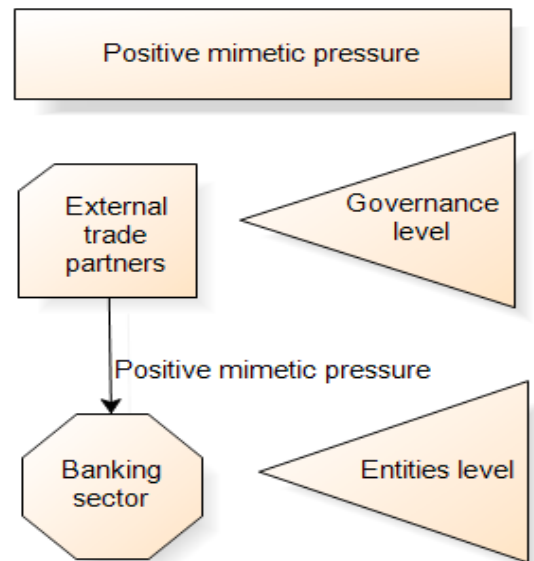 Positive mimetic pressure
External
trade
partners
Governance
level
Positive mimetic pressure
Banking
sector
Entities level